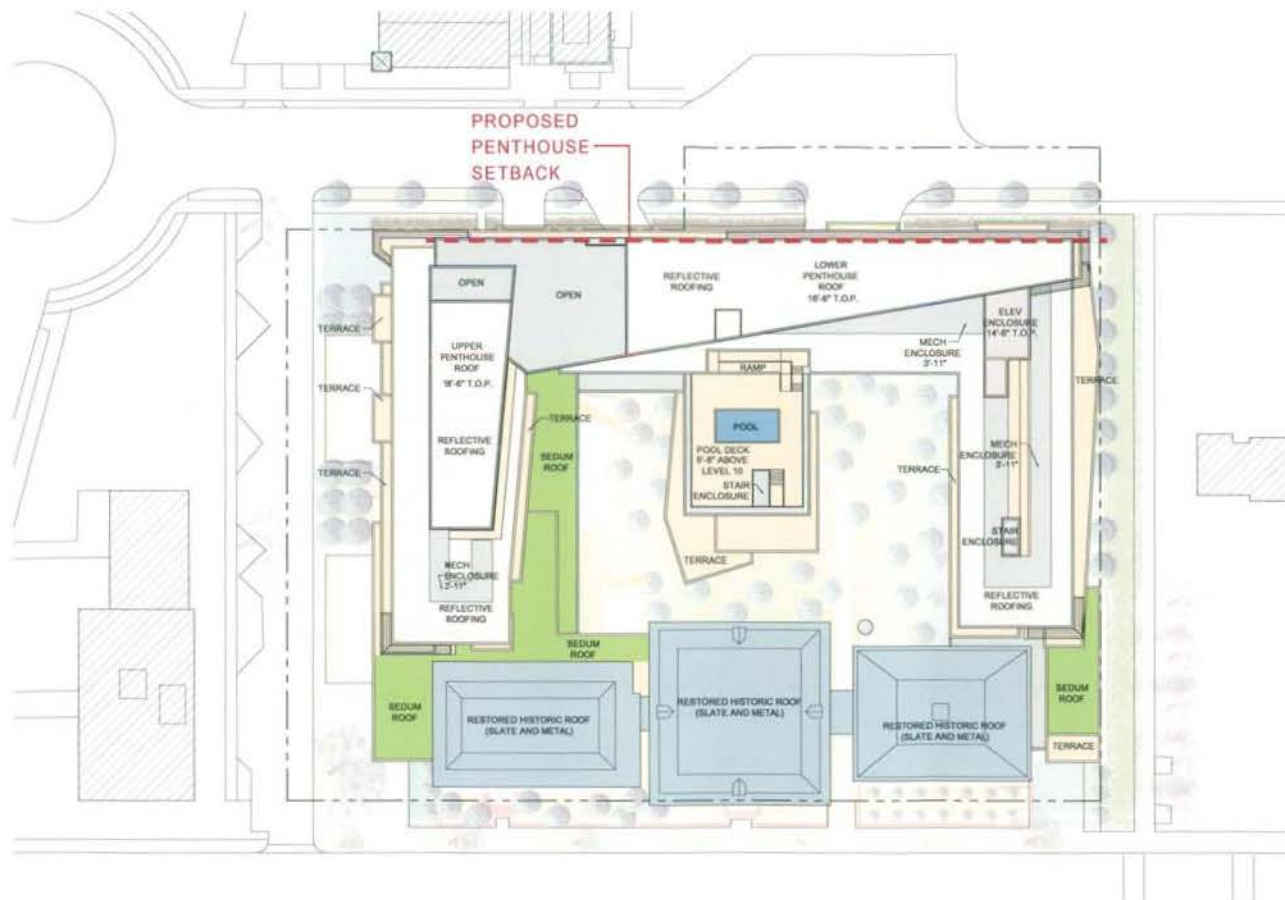 PROPOSED
PENTHOUSE
SETBACK
OPEN
OPEN
REFLECTIVE
ROOFING
LOWER
PENTHOUSE
ROOF
16'-6" T.O.P.
ELEV
ENCLOSURE
14'-6" T.O.P.
MECH
ENCLOSURE
3'-11"
TERRACE
UPPER
PENTHOUSE
ROOF
18'-6" T.O.P.
REFLECTIVE
ROOFING
TERRACE
TERRACE
TERRACE
SEDUM
ROOF
RAMP
POOL
POOL DECK
6'-8" ABOVE
LEVEL 10
STAIR
ENCLOSURE
TERRACE
TERRACE
TERRACE
MECH
ENCLOSURE
3'-11"
STAIR
ENCLOSURE
REFLECTIVE
ROOFING
MECH
ENCLOSURE
REFLECTIVE
ROOFING
SEDUM
ROOF
SEDUM
ROOF
RESTORED HISTORIC ROOF
(SLATE AND METAL)
RESTORED HISTORIC ROOF
(SLATE AND METAL)
RESTORED HISTORIC ROOF
(SLATE AND METAL)
SEDUM
ROOF
TERRACE